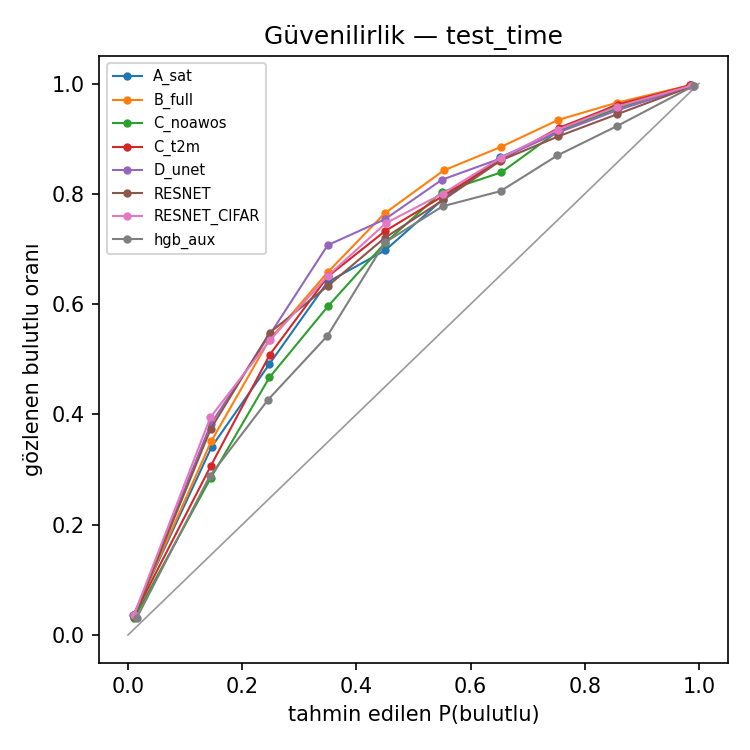 Güvenilirlik — test_time
A_sat
B_full
C_noawos
C_t2m
D_unet
RESNET
RESNET_CIFAR
hgb_aux
gözlenen bulutlu oranı
1.0
0.8
0.6
0.4
0.2
0.0
0.0 0.2 0.4 0.6 0.8 1.0
tahmin edilen P(bulutlu)